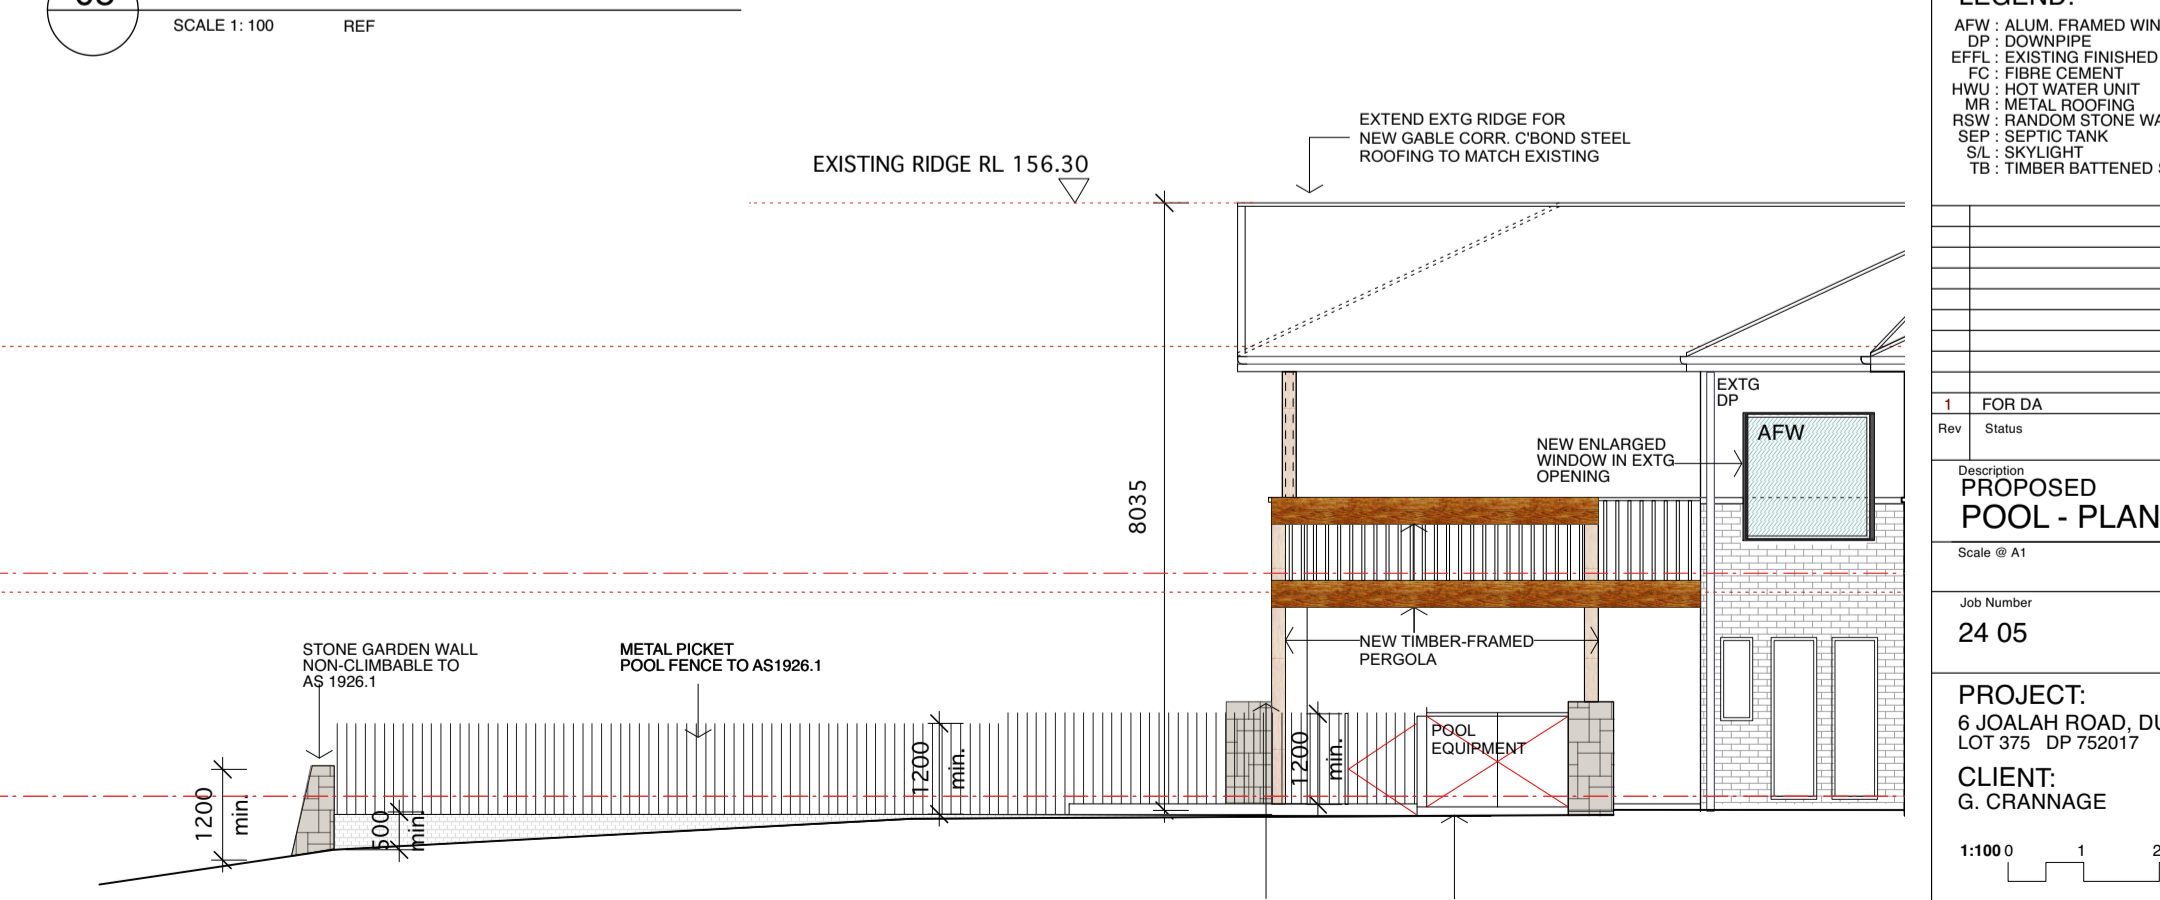 SCALE 1: 100
REF
EXISTING RIDGE RL 156.30
EXTEND EXTG RIDGE FOR
NEW GABLE CORR. C'BOND STEEL
ROOFING TO MATCH EXISTING
8035
EXTG
DP
AFW
NEW ENLARGED
WINDOW IN EXTG
OPENING
NEW TIMBER-FRAMED
PERGOLA
STONE GARDEN WALL
NON-CLIMBABLE TO
AS 1926.1
METAL PICKET
POOL FENCE TO AS1926.1
1200
min.
500
min.
1200
min.
1200
min.
POOL
EQUIPMENT
LEGEND:
AFW : ALUM. FRAMED
DP : DOWNPIPE
EFFL : EXISTING FINISHED
FC : FIBRE CEMENT
HWU : HOT WATER UNIT
MR : METAL ROOFING
RSW : RANDOM STONE
SEP : SEPTIC TANK
S/L : SKYLIGHT
TB : TIMBER BATTENED
1 FOR DA
Rev Status
Description
PROPOSED
POOL - PLAN
Scale @ A1
Job Number
24 05
PROJECT:
6 JOALAH ROAD,
LOT 375 DP 752017
CLIENT:
G. CRANNAGE
1:100 0 1 2